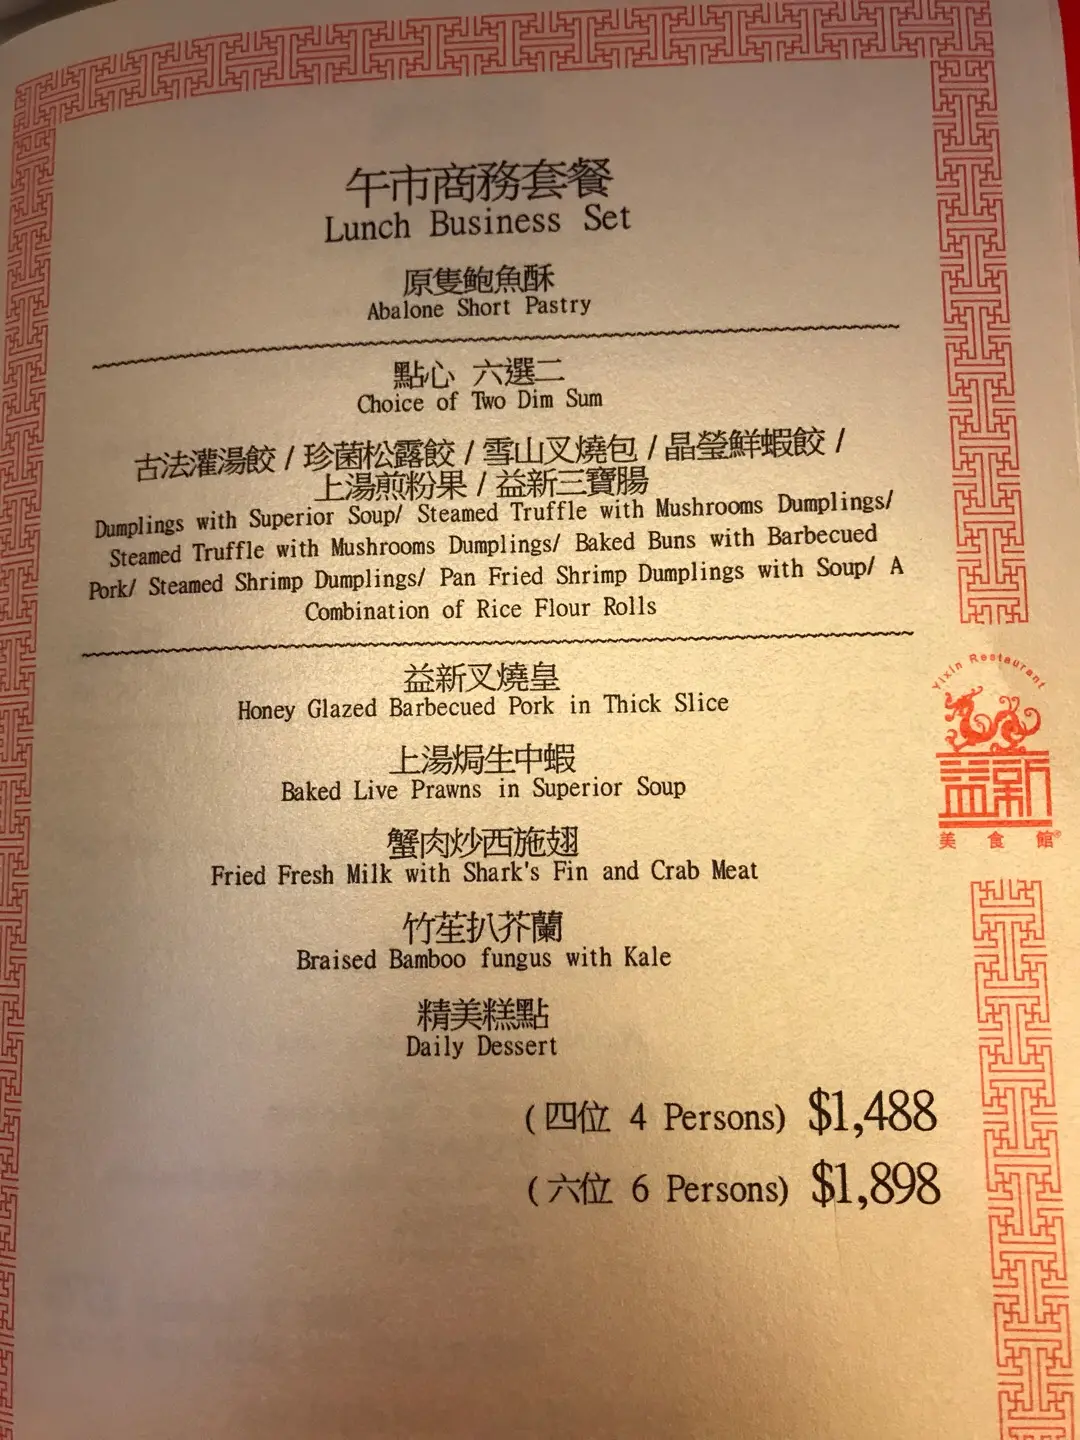 午市商務套餐
Lunch Business Set
原隻鮑魚酥
Abalone Short Pastry
點心 六選二
Choice of Two Dim Sum
古法灌湯餃 / 珍菌松露餃 / 雪山叉燒包 / 晶瑩鮮蝦餃 /
上湯煎粉果 / 益新三寶腸
Dumplings with Superior Soup/ Steamed Truffle with Mushrooms Dumplings/
Steamed Truffle with Mushrooms Dumplings/ Baked Buns with Barbecued
Pork/ Steamed Shrimp Dumplings/ Pan Fried Shrimp Dumplings with Soup/ A
Combination of Rice Flour Rolls
益新叉燒皇
Honey Glazed Barbecued Pork in Thick Slice
上湯焗生中蝦
Baked Live Prawns in Superior Soup
蟹肉炒西施翅
Fried Fresh Milk with Shark's Fin and Crab Meat
竹笙扒芥蘭
Braised Bamboo fungus with Kale
精美糕點
Daily Dessert
(四位 4 Persons) $1,488
(六位 6 Persons) $1,898
Yixin Restaurant
益新
美食館®